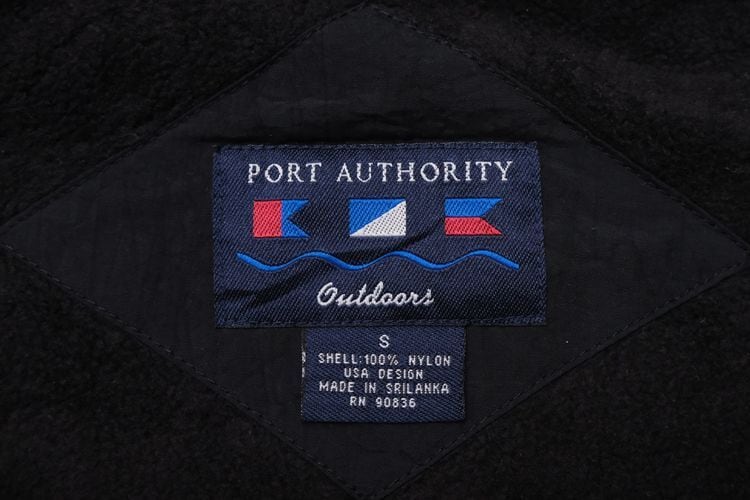 PORT AUTHORITY
Outdoors
S
SHELL:100% NYLON
USA DESIGN
MADE IN SRILANKA
RN 90836